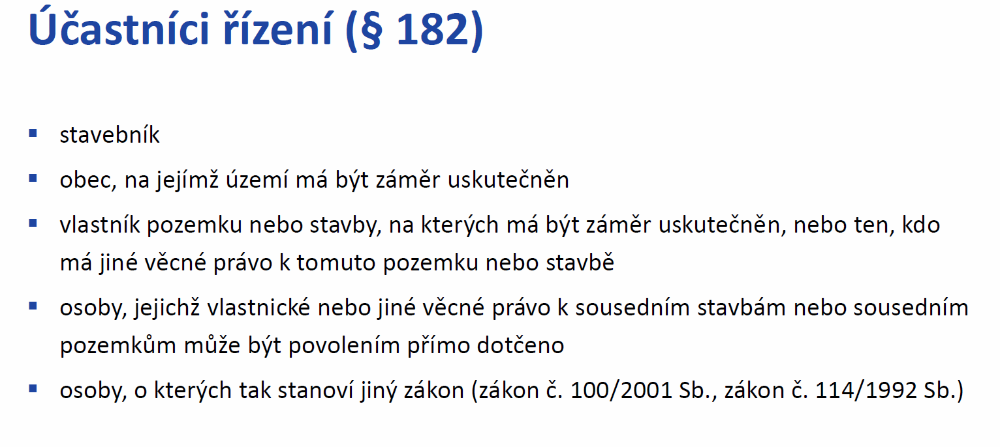 Účastníci řízení (§ 182)
▪ stavebník
▪ obec, na jejímž území má být záměr uskutečněn
▪ vlastník pozemku nebo stavby, na kterých má být záměr uskutečněn, nebo ten, kdo
má jiné věcné právo k tomuto pozemku nebo stavbě
▪ osoby, jejichž vlastnické nebo jiné věcné právo k sousedním stavbám nebo sousedním
pozemkům může být povolením přímo dotčeno
▪ osoby, o kterých tak stanoví jiný zákon (zákon č. 100/2001 Sb., zákon č. 114/1992 Sb.)